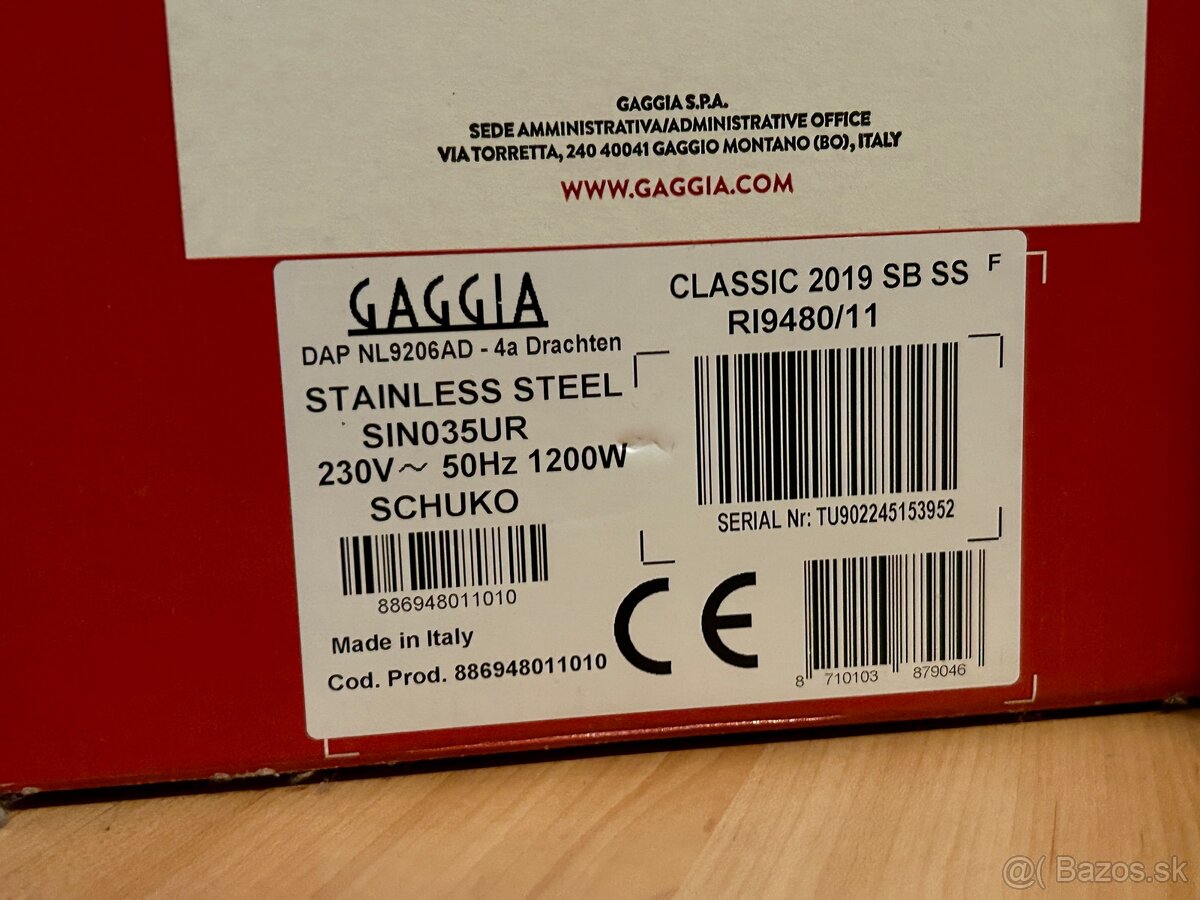 GAGGIA S.P.A.
SEDE AMMINISTRATIVA/ADMINISTRATIVE OFFICE
VIA TORRETTA, 240 40041 GAGGIO MONTANO (BO), ITALY
WWW.GAGGIA.COM
GAGGIA
DAP NL9206AD - 4a Drachten
STAINLESS STEEL
SIN035UR
230V~ 50Hz 1200W
SCHUKO
886948011010
Made in Italy
Cod. Prod. 886948011010
CLASSIC 2019 SB SS F
RI9480/11
SERIAL Nr: TU902245153952
CE
8 710103 879046
@( Bazos.sk